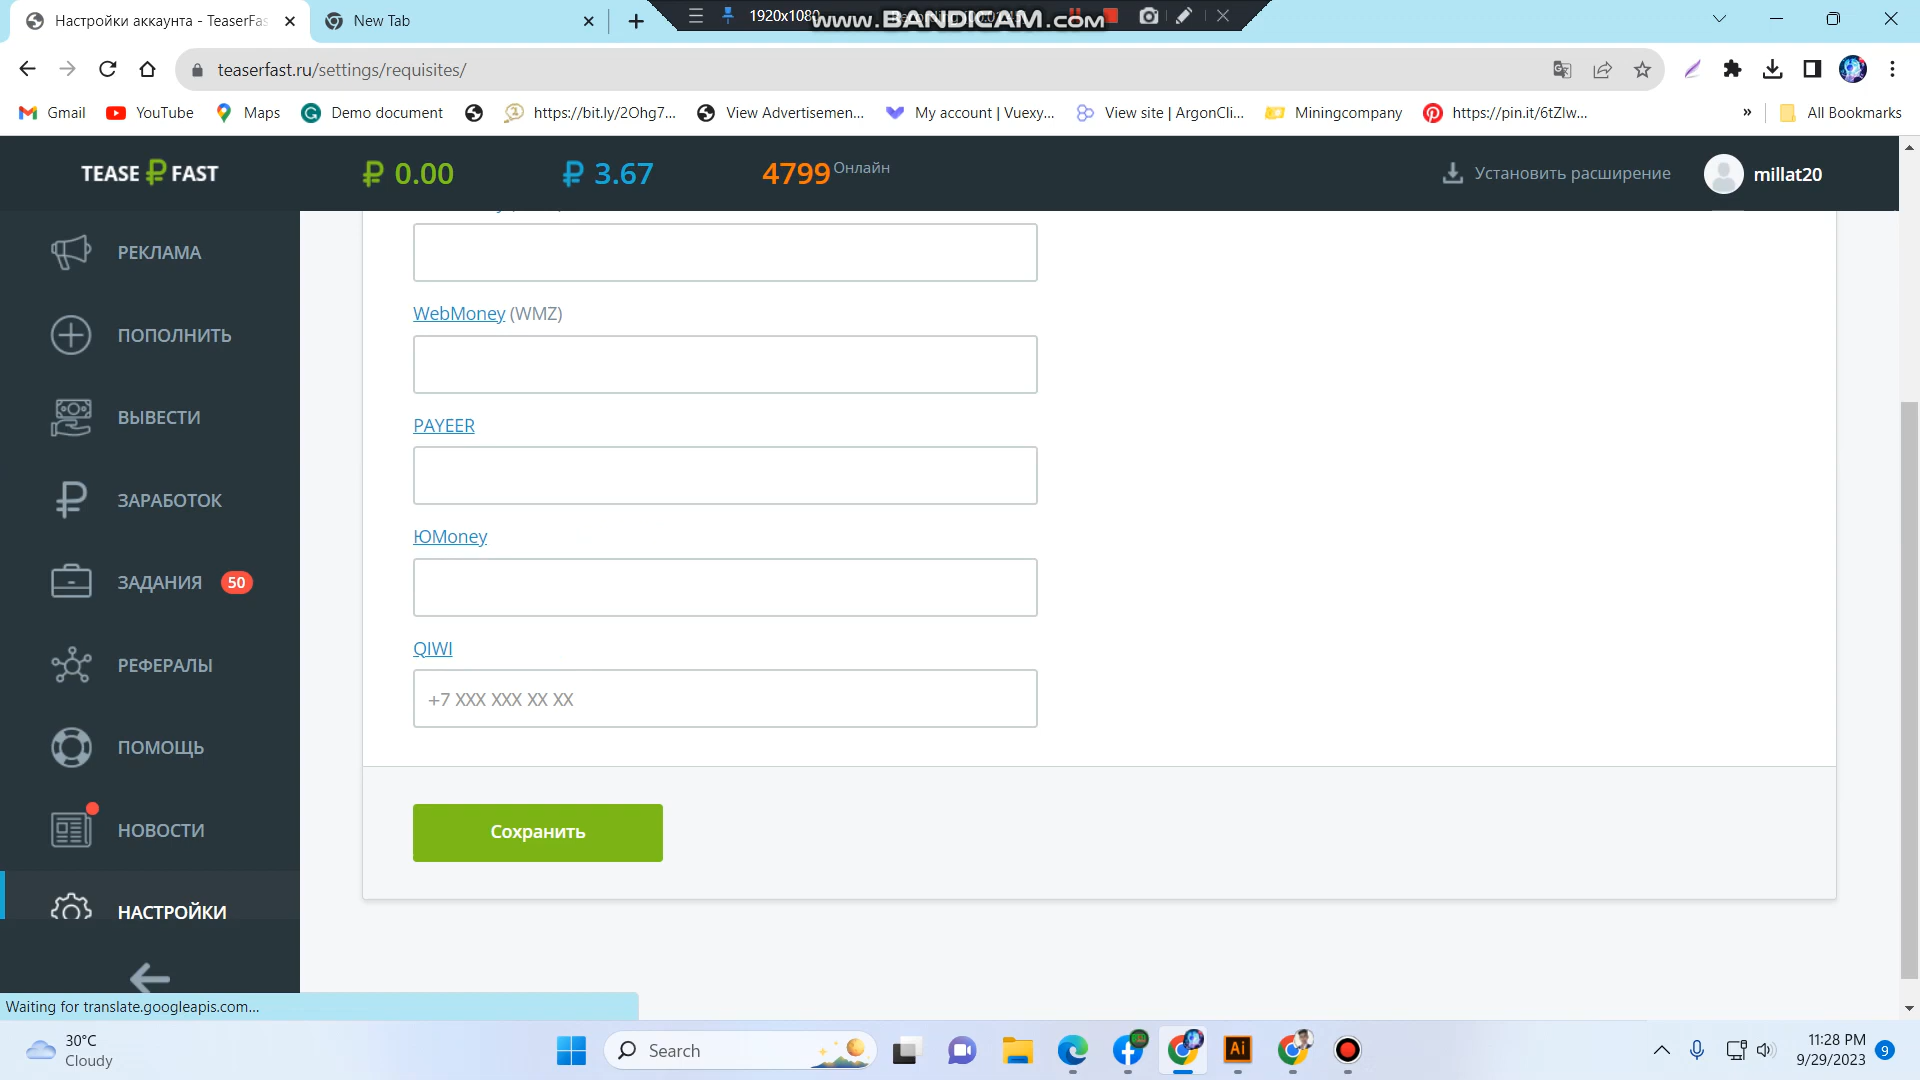 Настройки аккаунта - TeaserFas
New Tab
1920x1080
www.BANDICAM.com
teaserfast.ru/settings/requisites/
Gmail
YouTube
Maps
Demo document
https://bit.ly/2Ohg7...
View Advertisemen...
My account | Vuexy...
View site | ArgonCli...
Miningcompany
https://pin.it/6tZlw...
»
All Bookmarks
TEASE₽FAST
₽ 0.00
₽ 3.67
4799 Онлайн
Установить расширение
millat20
РЕКЛАМА
ПОПОЛНИТЬ
ВЫВЕСТИ
ЗАРАБОТОК
ЗАДАНИЯ 50
РЕФЕРАЛЫ
ПОМОЩЬ
НОВОСТИ
НАСТРОЙКИ
WebMoney (WMZ)
PAYEER
ЮMoney
QIWI
+7 XXX XXX XX XX
Сохранить
Waiting for translate.googleapis.com...
30°C
Cloudy
Search
Ai
11:28 PM
9/29/2023
9